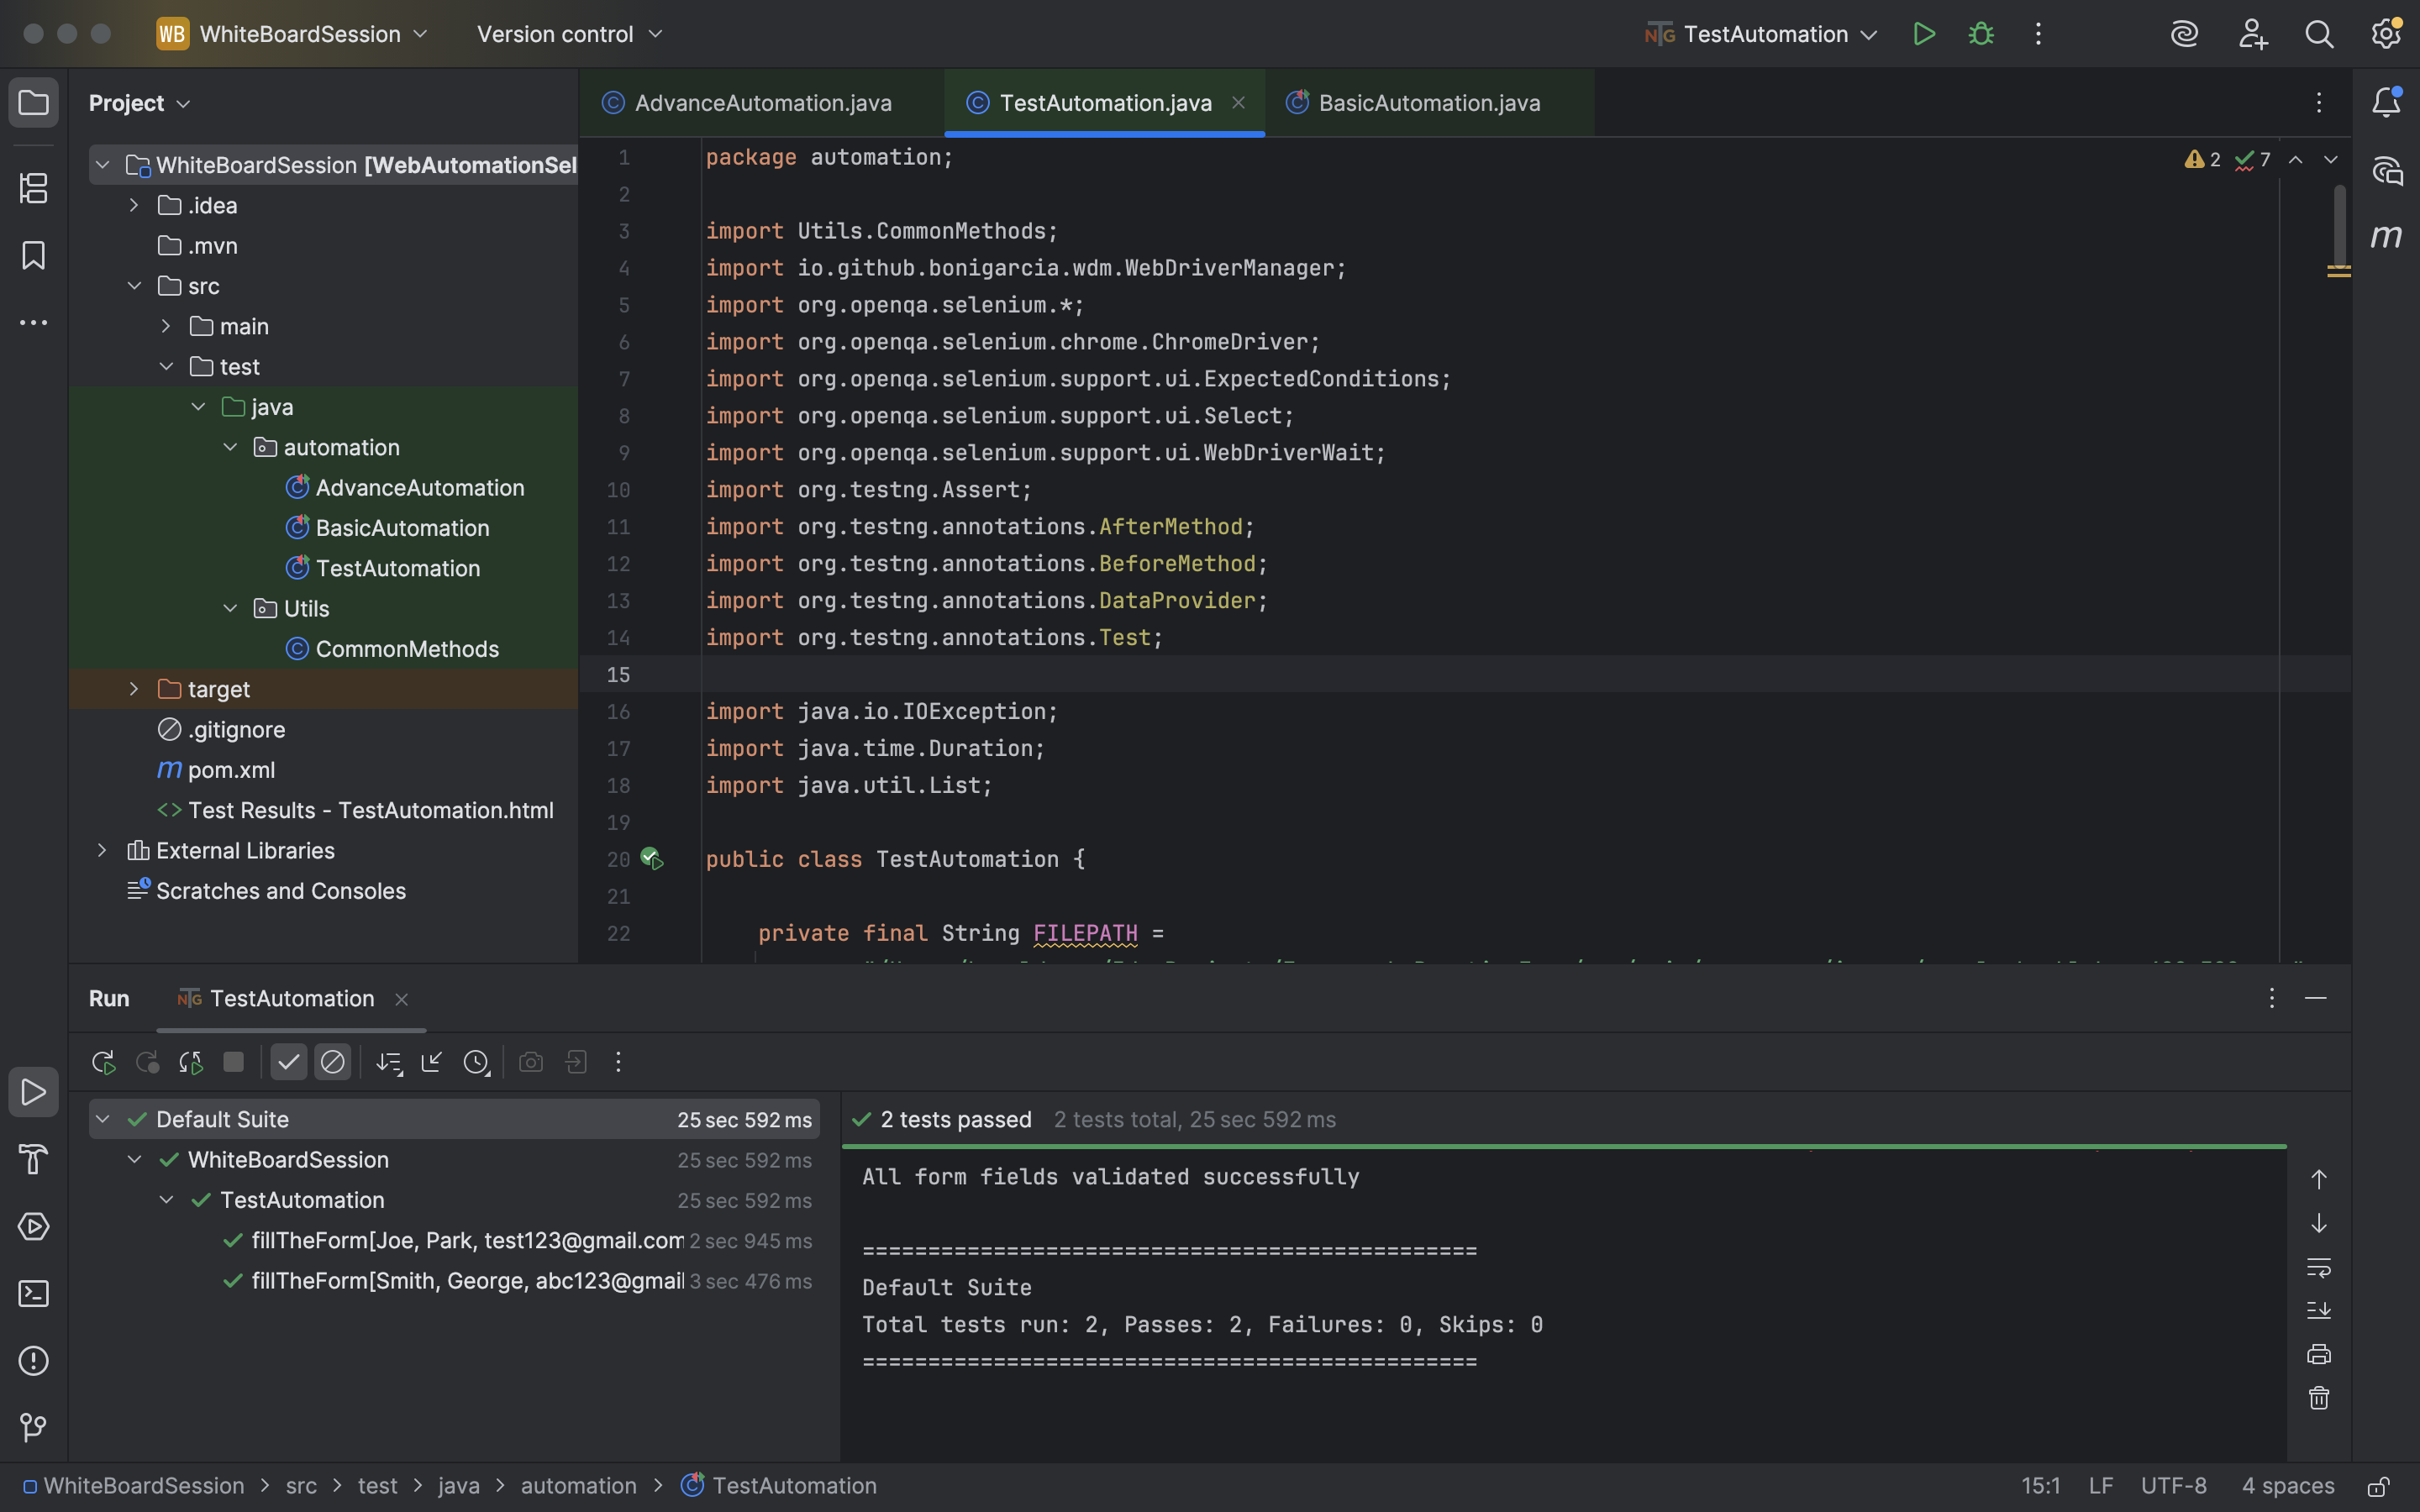 WB WhiteBoardSession Version control TestAutomation
Project
AdvanceAutomation.java TestAutomation.java BasicAutomation.java
WhiteBoardSession [WebAutomationSel
.idea
.mvn
src
main
test
java
automation
AdvanceAutomation
BasicAutomation
TestAutomation
Utils
CommonMethods
target
.gitignore
pom.xml
Test Results - TestAutomation.html
External Libraries
Scratches and Consoles
2 7
1 package automation;
2
3 import Utils.CommonMethods;
4 import io.github.bonigarcia.wdm.WebDriverManager;
5 import org.openqa.selenium.*;
6 import org.openqa.selenium.chrome.ChromeDriver;
7 import org.openqa.selenium.support.ui.ExpectedConditions;
8 import org.openqa.selenium.support.ui.Select;
9 import org.openqa.selenium.support.ui.WebDriverWait;
10 import org.testng.Assert;
11 import org.testng.annotations.AfterMethod;
12 import org.testng.annotations.BeforeMethod;
13 import org.testng.annotations.DataProvider;
14 import org.testng.annotations.Test;
15
16 import java.io.IOException;
17 import java.time.Duration;
18 import java.util.List;
19
20 public class TestAutomation {
21
22 private final String FILEPATH =
Run TestAutomation
Default Suite 25 sec 592 ms
WhiteBoardSession 25 sec 592 ms
TestAutomation 25 sec 592 ms
fillTheForm[Joe, Park, test123@gmail.com 2 sec 945 ms
fillTheForm[Smith, George, abc123@gmail 3 sec 476 ms
2 tests passed 2 tests total, 25 sec 592 ms
All form fields validated successfully
===============================================
Default Suite
Total tests run: 2, Passes: 2, Failures: 0, Skips: 0
===============================================
WhiteBoardSession > src > test > java > automation > TestAutomation
15:1 LF UTF-8 4 spaces